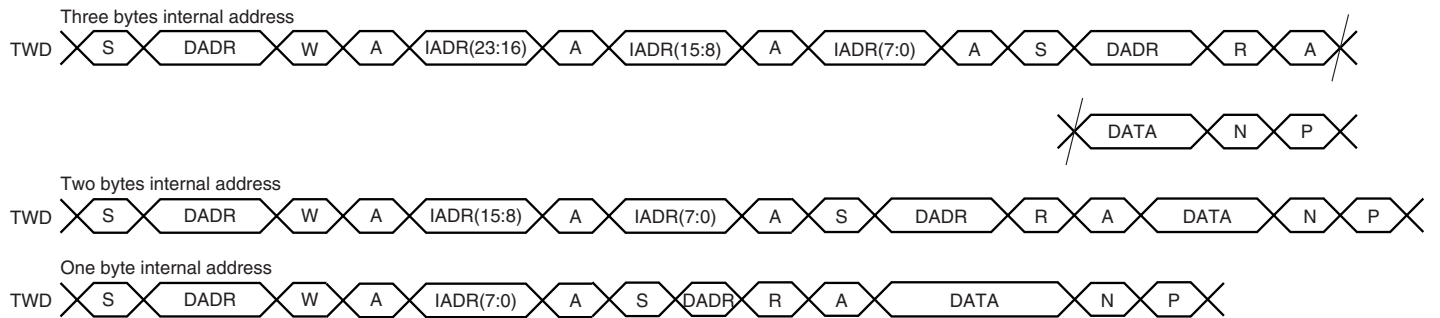 Three bytes internal address
TWD S DADR W A IADR(23:16) A IADR(15:8) A IADR(7:0) A S DADR R A
DATA N P
Two bytes internal address
TWD S DADR W A IADR(15:8) A IADR(7:0) A S DADR R A DATA N P
One byte internal address
TWD S DADR W A IADR(7:0) A S DADR R A DATA N P